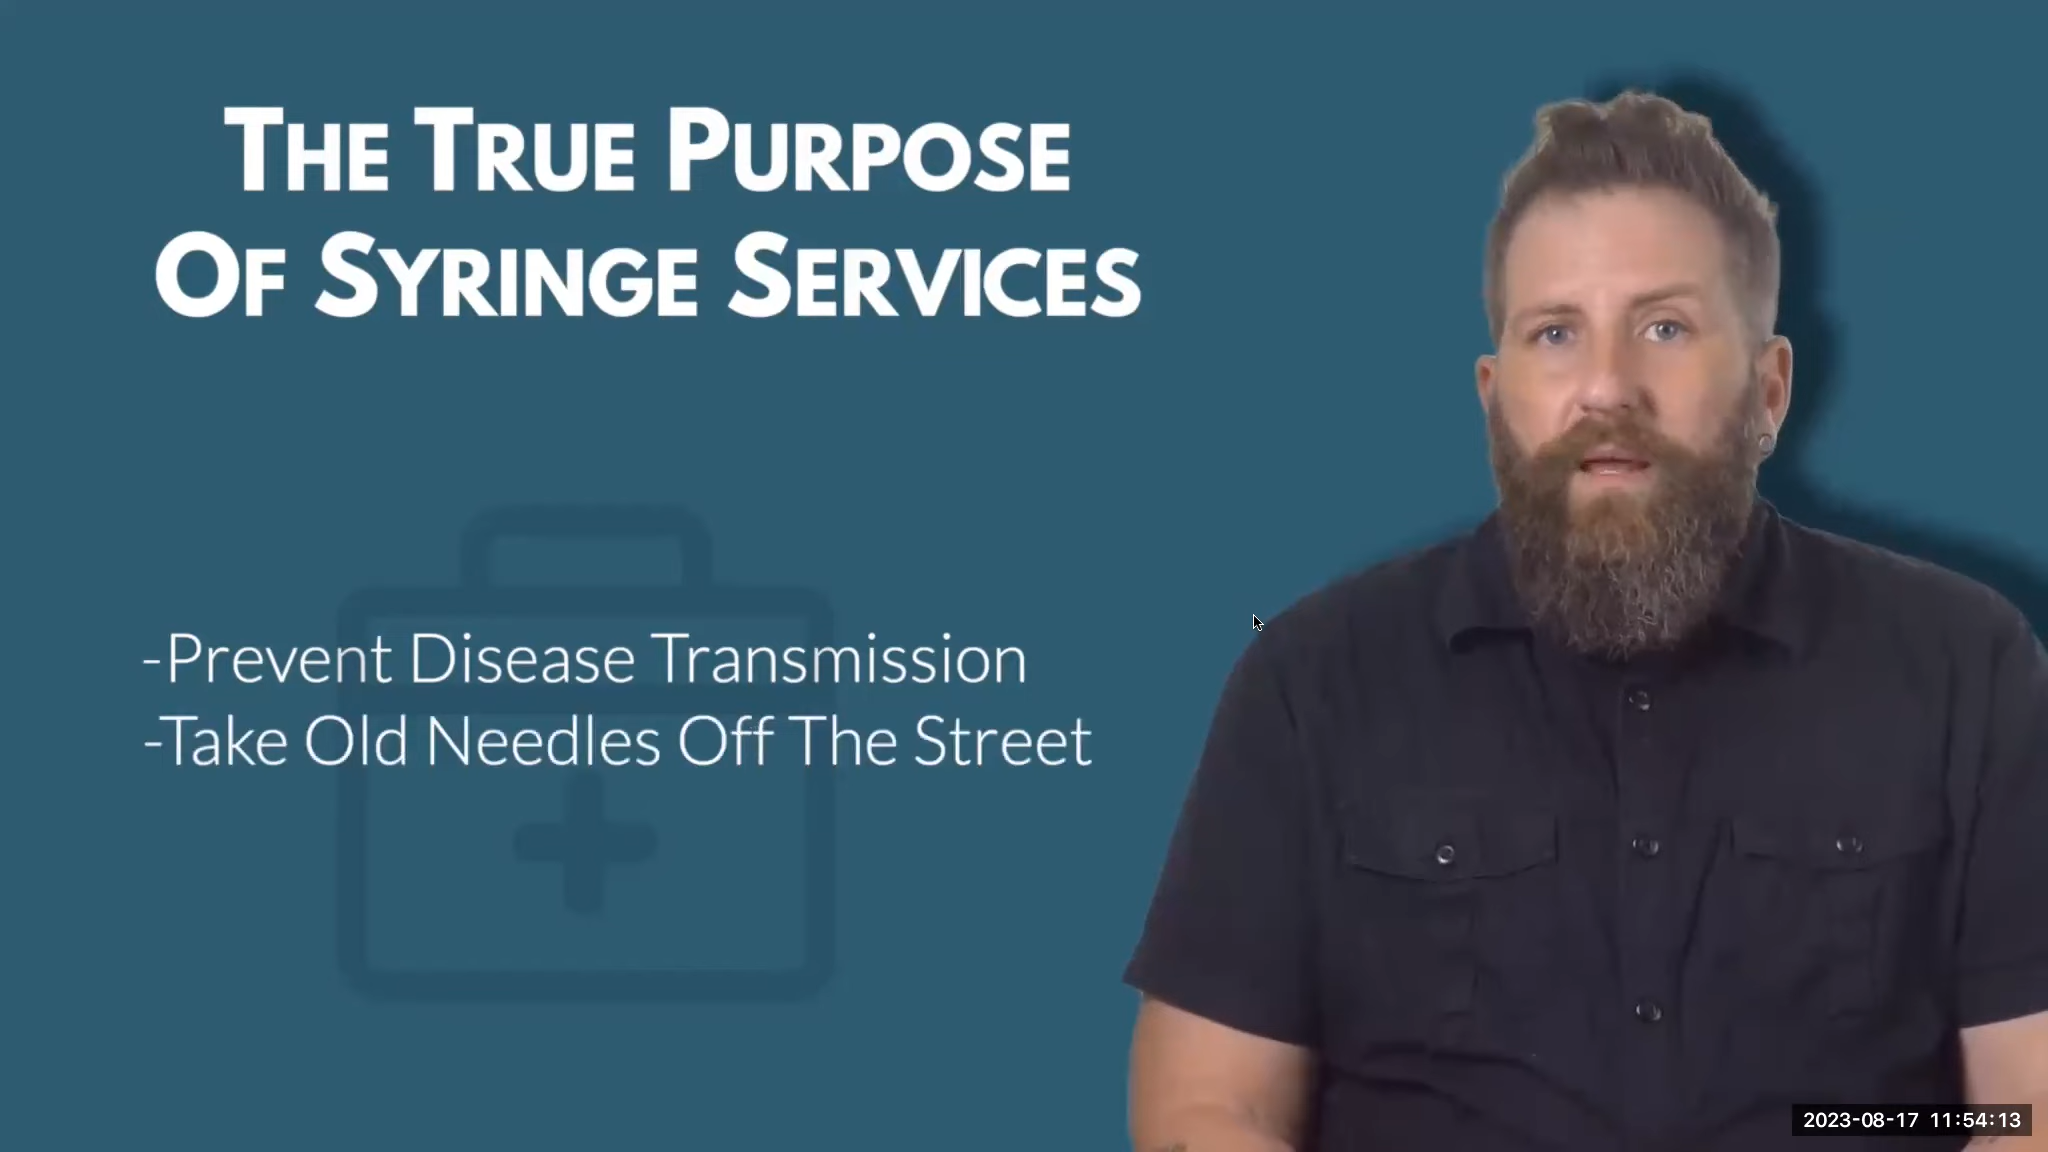 The True Purpose
Of Syringe Services
-Prevent Disease Transmission
-Take Old Needles Off The Street
2023-08-17 11:54:13